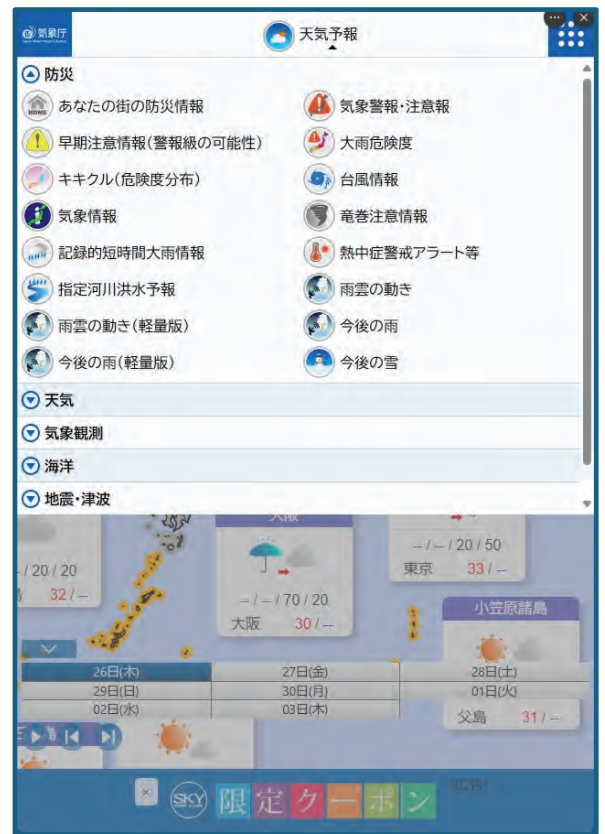 気象庁
天気予報
防災
あなたの街の防災情報
気象警報・注意報
早期注意情報(警報級の可能性)
大雨危険度
キキクル(危険度分布)
台風情報
気象情報
竜巻注意情報
記録的短時間大雨情報
熱中症警戒アラート等
指定河川洪水予報
雨雲の動き
雨雲の動き(軽量版)
今後の雨
今後の雨(軽量版)
今後の雪
天気
気象観測
海洋
地震・津波
大阪
- / - / 20 / 50
/ 20 / 20
東京 33 / -
32 / --
- / - / 70 / 20
大阪 30 / --
小笠原諸島
26日(木) 27日(金) 28日(土)
29日(日) 30日(月) 01日(火)
02日(水) 03日(木)
父島 31 / --
SKY 限定クーポン